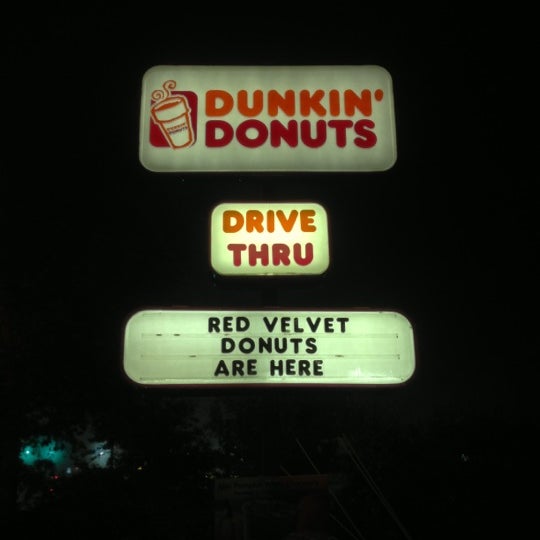 DUNKIN'
DONUTS
DRIVE
THRU
RED VELVET
DONUTS
ARE HERE